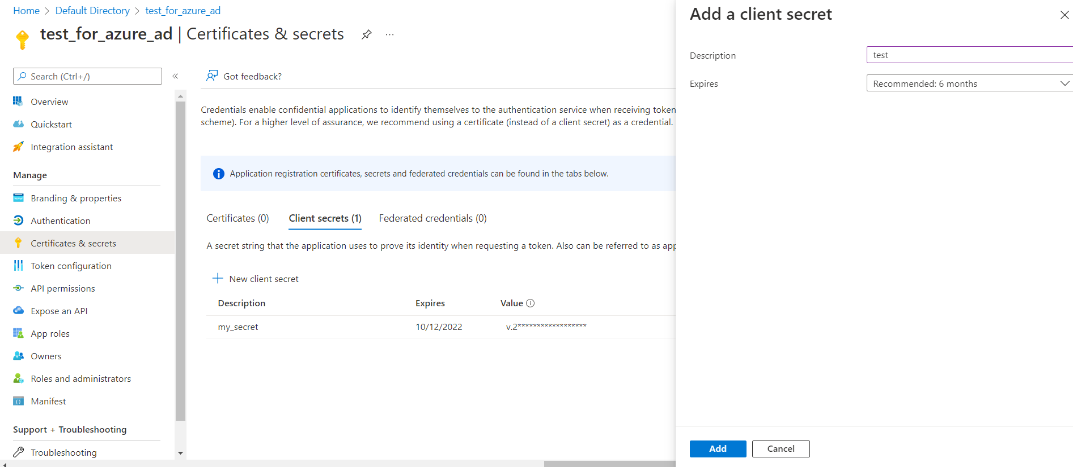 Home > Default Directory > test_for_azure_ad
test_for_azure_ad | Certificates & secrets
Search (Ctrl+/)
Overview
Quickstart
Integration assistant
Manage
Branding & properties
Authentication
Certificates & secrets
Token configuration
API permissions
Expose an API
App roles
Owners
Roles and administrators
Manifest
Support + Troubleshooting
Troubleshooting
Got feedback?
Credentials enable confidential applications to identify themselves to the authentication service when receiving token
scheme). For a higher level of assurance, we recommend using a certificate (instead of a client secret) as a credential.
Application registration certificates, secrets and federated credentials can be found in the tabs below.
Certificates (0) Client secrets (1) Federated credentials (0)
A secret string that the application uses to prove its identity when requesting a token. Also can be referred to as app
New client secret
Description Expires Value
my_secret 10/12/2022 v.2******************
Add a client secret
Description test
Expires Recommended: 6 months
Add Cancel